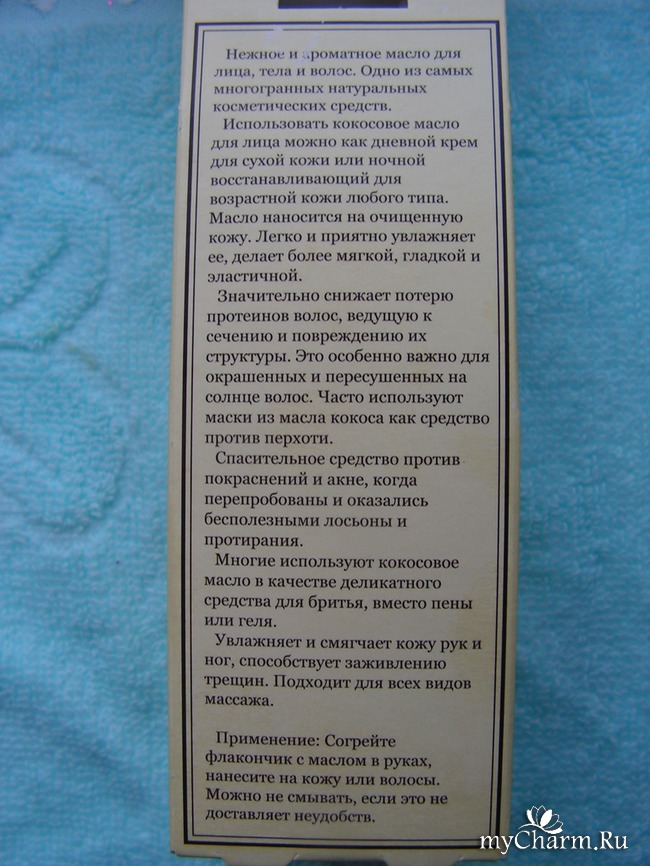 Нежное и ароматное масло для
лица, тела и волос. Одно из самых
многогранных натуральных
косметических средств.
Использовать кокосовое масло
для лица можно как дневной крем
для сухой кожи или ночной
восстанавливающий для
возрастной кожи любого типа.
Масло наносится на очищенную
кожу. Легко и приятно увлажняет
ее, делает более мягкой, гладкой и
эластичной.
Значительно снижает потерю
протеинов волос, ведущую к
сечению и повреждению их
структуры. Это особенно важно для
окрашенных и пересушенных на
солнце волос. Часто используют
маски из масла кокоса как средство
против перхоти.
Спасительное средство против
покраснений и акне, когда
перепробованы и оказались
бесполезными лосьоны и
протирания.
Многие используют кокосовое
масло в качестве деликатного
средства для бритья, вместо пены
или геля.
Увлажняет и смягчает кожу рук и
ног, способствует заживлению
трещин. Подходит для всех видов
массажа.
Применение: Согрейте
флакончик с маслом в руках,
нанесите на кожу или волосы.
Можно не смывать, если это не
доставляет неудобств.
myCharm.Ru